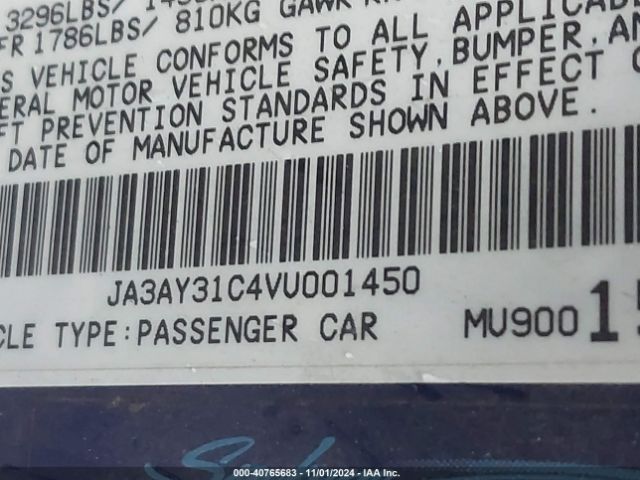 3296LBS/
FR 1786LBS/ 810KG GAWR
S VEHICLE CONFORMS TO ALL APPLICAB
ERAL MOTOR VEHICLE SAFETY, BUMPER, AN
FT PREVENTION STANDARDS IN EFFECT
DATE OF MANUFACTURE SHOWN ABOVE.
JA3AY31C4VU001450
CLE TYPE: PASSENGER CAR MU9001
000-40765683 - 11/01/2024 - IAA Inc.